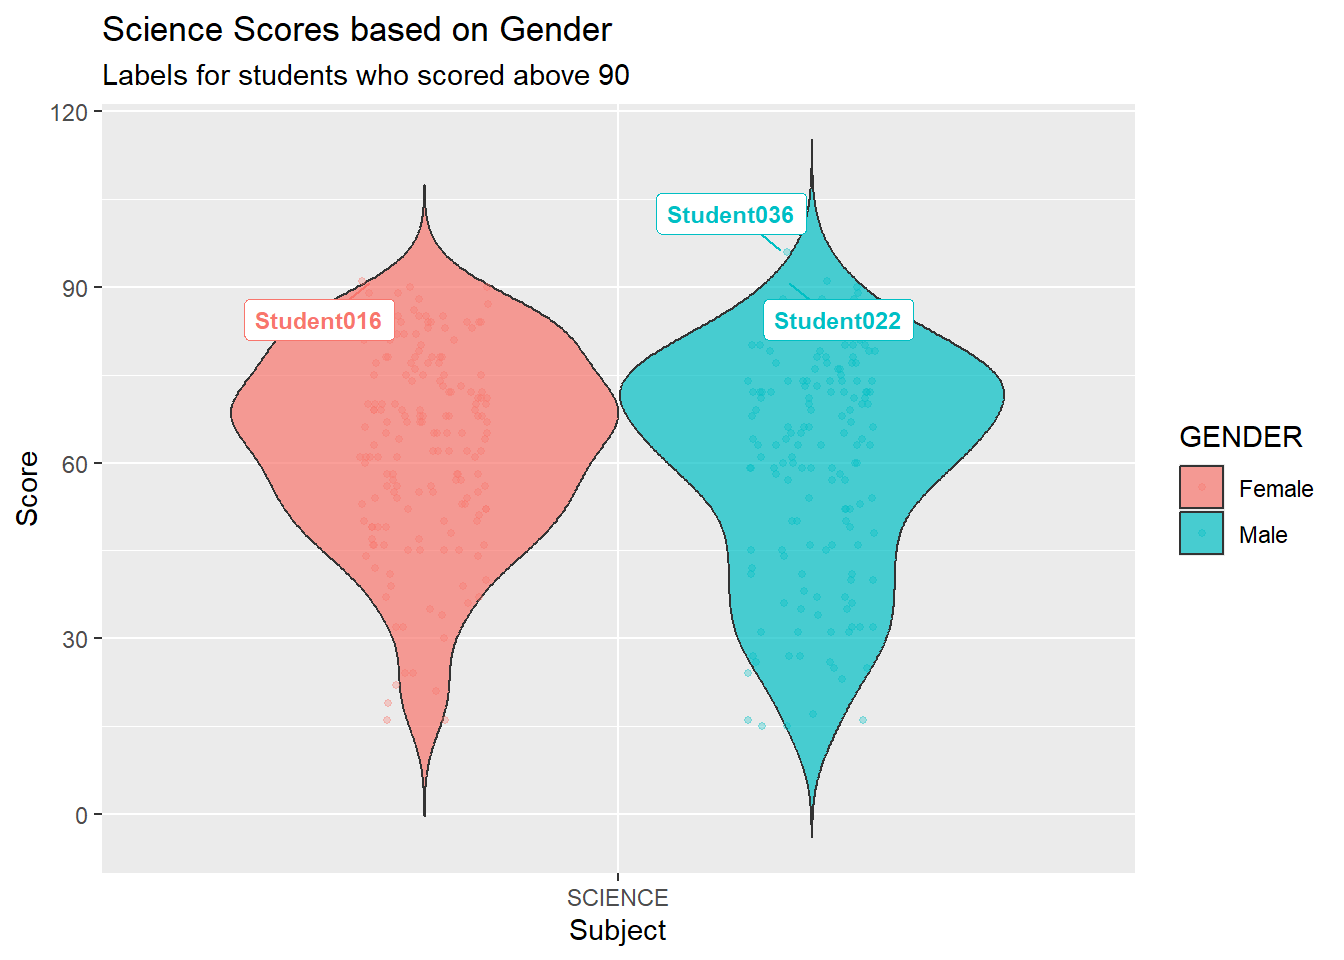 Science Scores based on Gender
Labels for students who scored above 90
120
90
60
30
0
Score
Student036
Student016
Student022
SCIENCE
Subject
GENDER
Female
Male